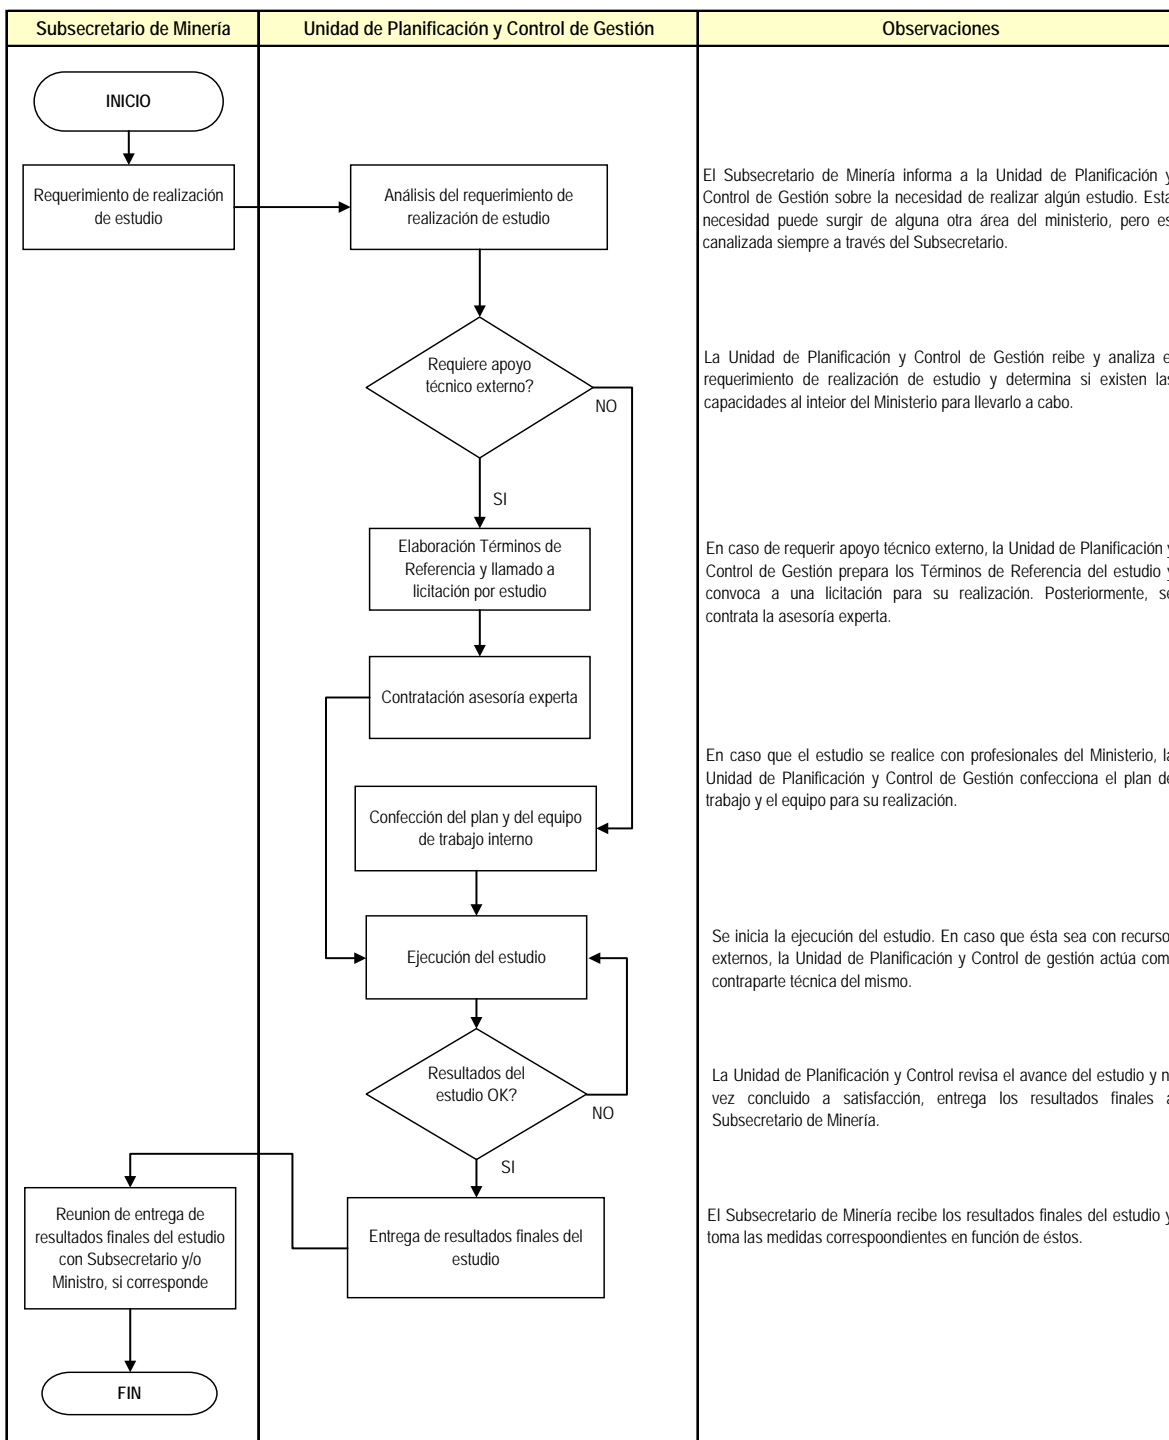 Subsecretario de Minería
Unidad de Planificación y Control de Gestión
Observaciones
INICIO
Requerimiento de realización
de estudio
Análisis del requerimiento de
realización de estudio
El Subsecretario de Minería informa a la Unidad de Planificación y
Control de Gestión sobre la necesidad de realizar algún estudio. Esta
necesidad puede surgir de alguna otra área del ministerio, pero es
canalizada siempre a través del Subsecretario.
Requiere apoyo
técnico externo?
NO
SI
La Unidad de Planificación y Control de Gestión reibe y analiza e
requerimiento de realización de estudio y determina si existen las
capacidades al inteior del Ministerio para llevarlo a cabo.
Elaboración Términos de
Referencia y llamado a
licitación por estudio
En caso de requerir apoyo técnico externo, la Unidad de Planificación y
Control de Gestión prepara los Términos de Referencia del estudio y
convoca a una licitación para su realización. Posteriormente, se
contrata la asesoría experta.
Contratación asesoría experta
Confección del plan y del equipo
de trabajo interno
En caso que el estudio se realice con profesionales del Ministerio, la
Unidad de Planificación y Control de Gestión confecciona el plan de
trabajo y el equipo para su realización.
Ejecución del estudio
Se inicia la ejecución del estudio. En caso que ésta sea con recurso
externos, la Unidad de Planificación y Control de gestión actúa com
contraparte técnica del mismo.
Resultados del
estudio OK?
NO
SI
La Unidad de Planificación y Control revisa el avance del estudio y n
vez concluido a satisfacción, entrega los resultados finales a
Subsecretario de Minería.
Reunion de entrega de
resultados finales del estudio
con Subsecretario y/o
Ministro, si corresponde
Entrega de resultados finales del
estudio
El Subsecretario de Minería recibe los resultados finales del estudio y
toma las medidas correspoondientes en función de éstos.
FIN